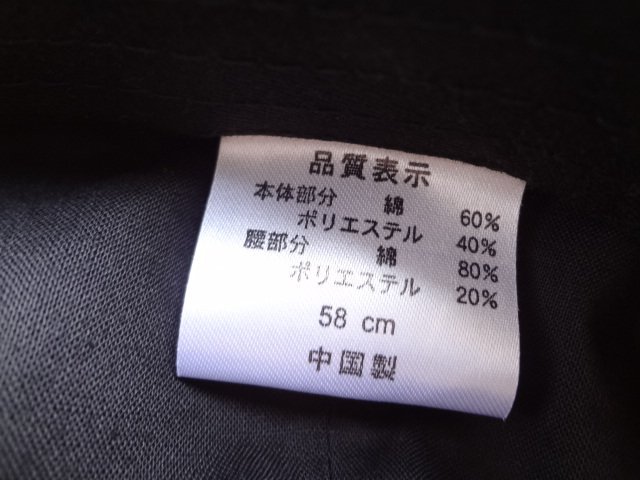 品質表示
本体部分 綿 60%
ポリエステル 40%
腰部分 綿 80%
ポリエステル 20%
58 cm
中国製